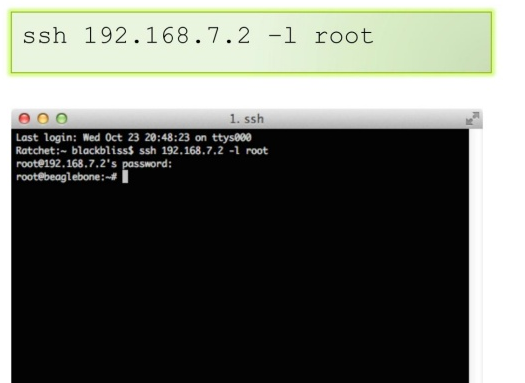 ssh 192.168.7.2 -l root
1. ssh
Last login: Wed Oct 23 20:48:23 on ttys000
Ratchet:~ blackbliss$ ssh 192.168.7.2 -l root
root@192.168.7.2's password:
root@beaglebone:~#